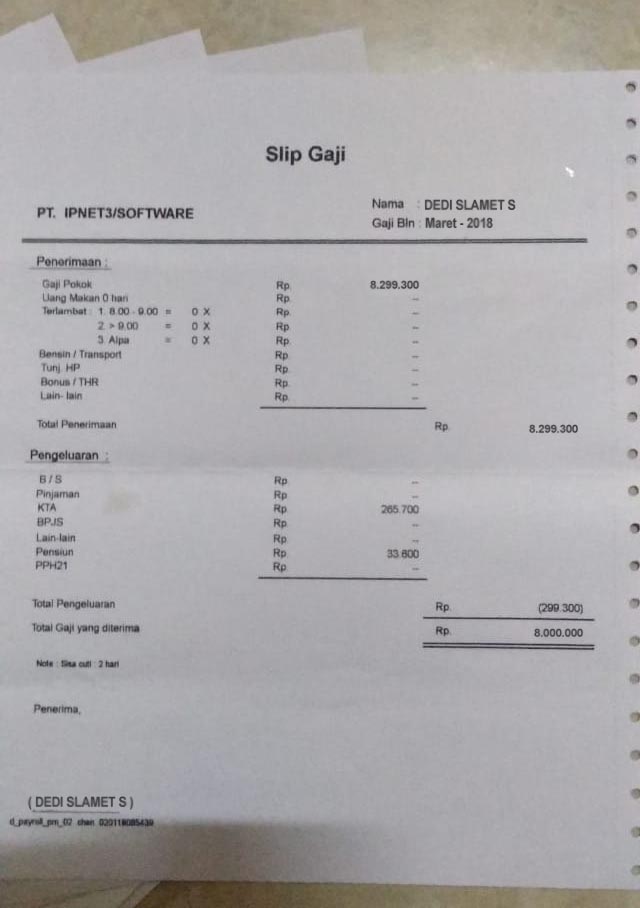 Slip Gaji
PT. IPNET3/SOFTWARE
Nama : DEDI SLAMET S
Gaji Bln : Maret - 2018
Penerimaan :
Gaji Pokok Rp. 8.299.300
Uang Makan 0 hari Rp. --
Terlambat : 1. 8.00 - 9.00 = 0 X Rp. --
2. > 9.00 = 0 X Rp. --
3. Alpa = 0 X Rp. --
Bensin / Transport Rp. --
Tunj. HP Rp. --
Bonus / THR Rp. --
Lain- lain Rp. --
Total Penerimaan Rp. 8.299.300
Pengeluaran :
B / S Rp. --
Pinjaman Rp. --
KTA Rp. 265.700
BPJS Rp. --
Lain-lain Rp. --
Pensiun Rp. 33.600
PPH21 Rp. --
Total Pengeluaran Rp. (299.300)
Total Gaji yang diterima Rp. 8.000.000
Note : Sisa cuti : 2 hari
Penerima,
( DEDI SLAMET S )
d_payroll_pm_02 chen 020118085439